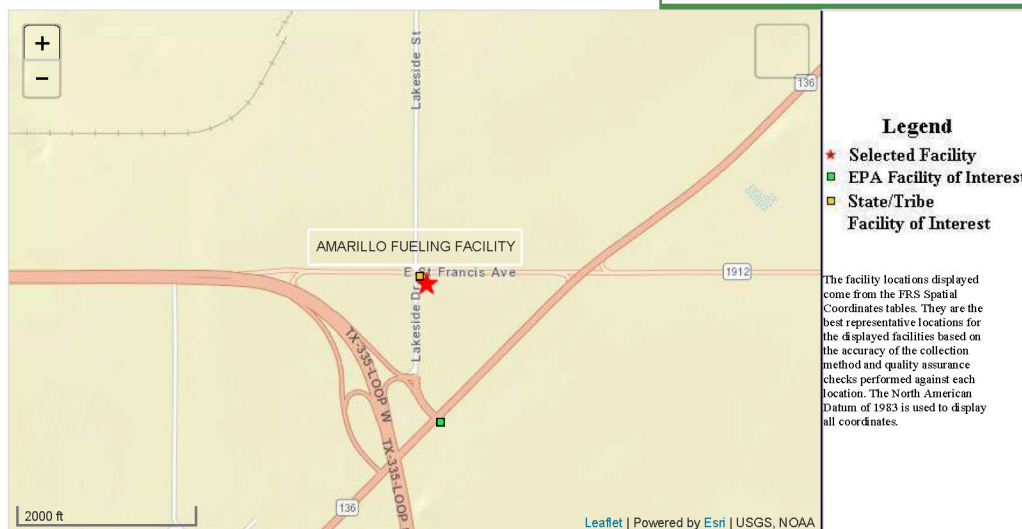 +
−
Lakeside St
136
AMARILLO FUELING FACILITY
E St Francis Ave
1912
Lakeside Dr
TX-335-LOOP W
TX-335-LOOP
136
2000 ft
Leaflet | Powered by Esri | USGS, NOAA
Legend
Selected Facility
EPA Facility of Interest
State/Tribe
Facility of Interest
The facility locations displayed
come from the FRS Spatial
Coordinates tables. They are the
best representative locations for
the displayed facilities based on
the accuracy of the collection
method and quality assurance
checks performed against each
location. The North American
Datum of 1983 is used to display
all coordinates.